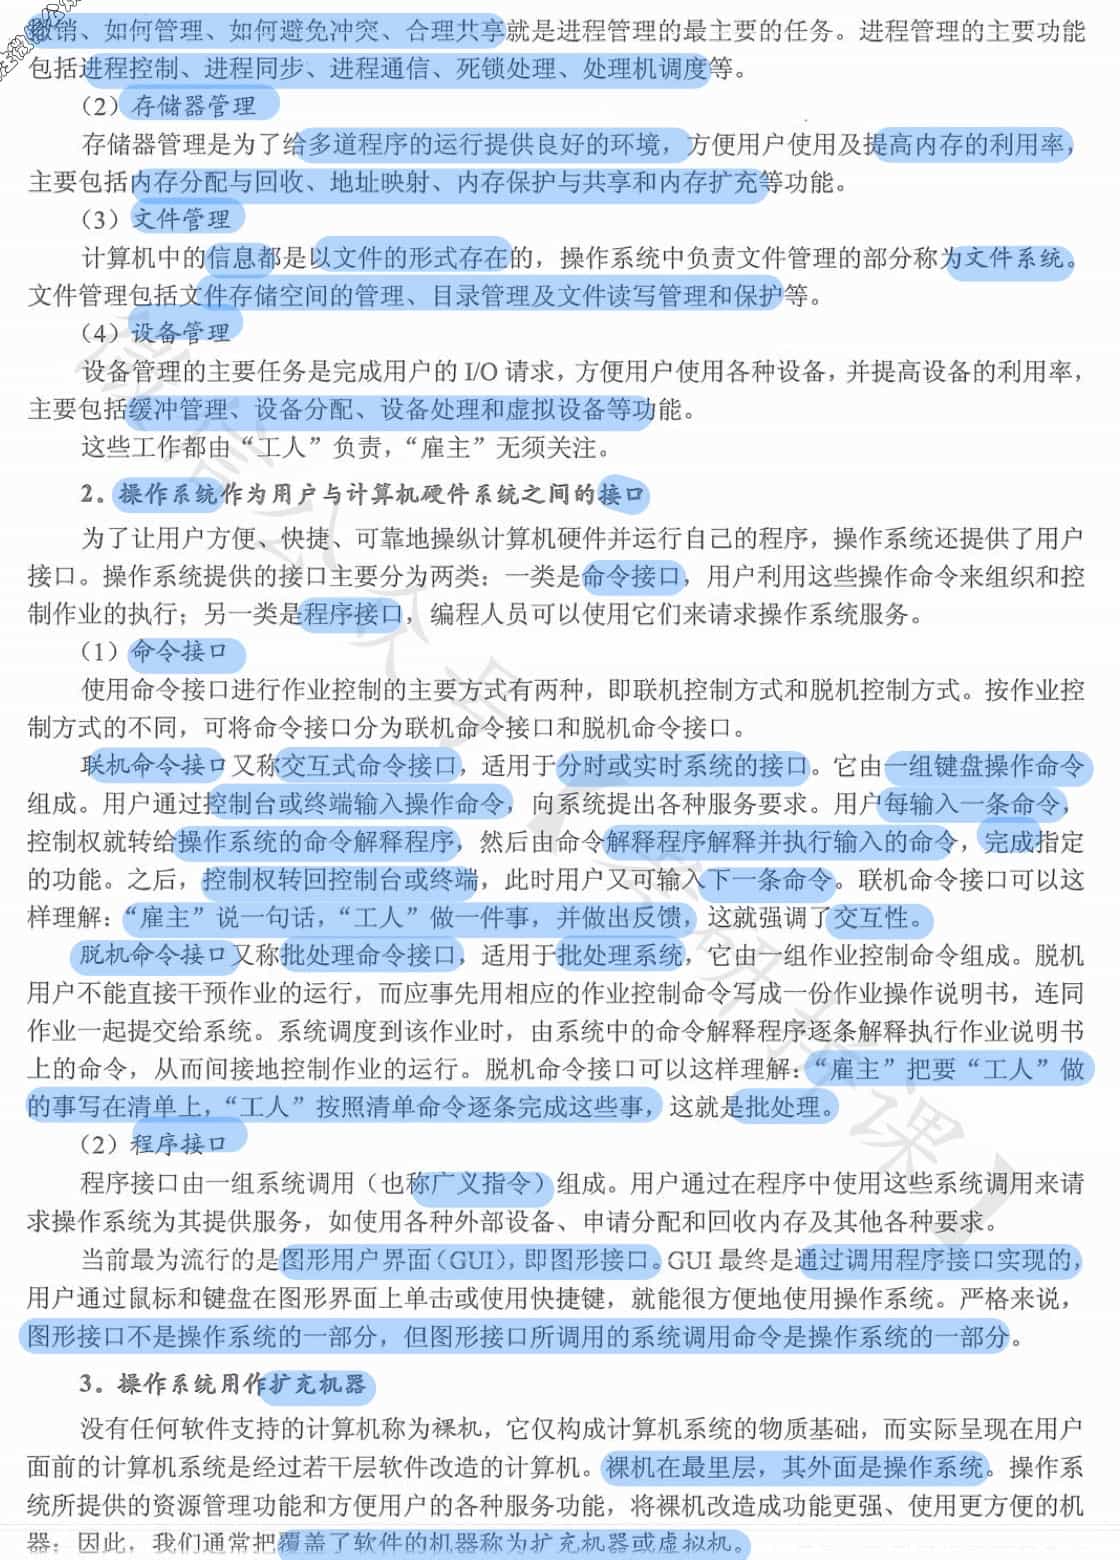 撤销、如何管理、如何避免冲突、合理共享就是进程管理的最主要的任务。进程管理的主要功能
包括进程控制、进程同步、进程通信、死锁处理、处理机调度等。
（2）存储器管理
存储器管理是为了给多道程序的运行提供良好的环境，方便用户使用及提高内存的利用率，
主要包括内存分配与回收、地址映射、内存保护与共享和内存扩充等功能。
（3）文件管理
计算机中的信息都是以文件的形式存在的，操作系统中负责文件管理的部分称为文件系统。
文件管理包括文件存储空间的管理、目录管理及文件读写管理和保护等。
（4）设备管理
设备管理的主要任务是完成用户的 I/O 请求，方便用户使用各种设备，并提高设备的利用率，
主要包括缓冲管理、设备分配、设备处理和虚拟设备等功能。
这些工作都由“工人”负责，“雇主”无须关注。
2。操作系统作为用户与计算机硬件系统之间的接口
为了让用户方便、快捷、可靠地操纵计算机硬件并运行自己的程序，操作系统还提供了用户
接口。操作系统提供的接口主要分为两类：一类是命令接口，用户利用这些操作命令来组织和控
制作业的执行；另一类是程序接口，编程人员可以使用它们来请求操作系统服务。
（1）命令接口
使用命令接口进行作业控制的主要方式有两种，即联机控制方式和脱机控制方式。按作业控
制方式的不同，可将命令接口分为联机命令接口和脱机命令接口。
联机命令接口又称交互式命令接口，适用于分时或实时系统的接口。它由一组键盘操作命令
组成。用户通过控制台或终端输入操作命令，向系统提出各种服务要求。用户每输入一条命令，
控制权就转给操作系统的命令解释程序，然后由命令解释程序解释并执行输入的命令，完成指定
的功能。之后，控制权转回控制台或终端，此时用户又可输入下一条命令。联机命令接口可以这
样理解：“雇主”说一句话，“工人”做一件事，并做出反馈，这就强调了交互性。
脱机命令接口又称批处理命令接口，适用于批处理系统，它由一组作业控制命令组成。脱机
用户不能直接干预作业的运行，而应事先用相应的作业控制命令写成一份作业操作说明书，连同
作业一起提交给系统。系统调度到该作业时，由系统中的命令解释程序逐条解释执行作业说明书
上的命令，从而间接地控制作业的运行。脱机命令接口可以这样理解：“雇主”把要“工人”做
的事写在清单上，“工人”按照清单命令逐条完成这些事，这就是批处理。
（2）程序接口
程序接口由一组系统调用（也称广义指令）组成。用户通过在程序中使用这些系统调用来请
求操作系统为其提供服务，如使用各种外部设备、申请分配和回收内存及其他各种要求。
当前最为流行的是图形用户界面（GUI），即图形接口。GUI 最终是通过调用程序接口实现的，
用户通过鼠标和键盘在图形界面上单击或使用快捷键，就能很方便地使用操作系统。严格来说，
图形接口不是操作系统的一部分，但图形接口所调用的系统调用命令是操作系统的一部分。
3。操作系统用作扩充机器
没有任何软件支持的计算机称为裸机，它仅构成计算机系统的物质基础，而实际呈现在用户
面前的计算机系统是经过若干层软件改造的计算机。裸机在最里层，其外面是操作系统。操作系
统所提供的资源管理功能和方便用户的各种服务功能，将裸机改造成功能更强、使用更方便的机
器；因此，我们通常把覆盖了软件的机器称为扩充机器或虚拟机。